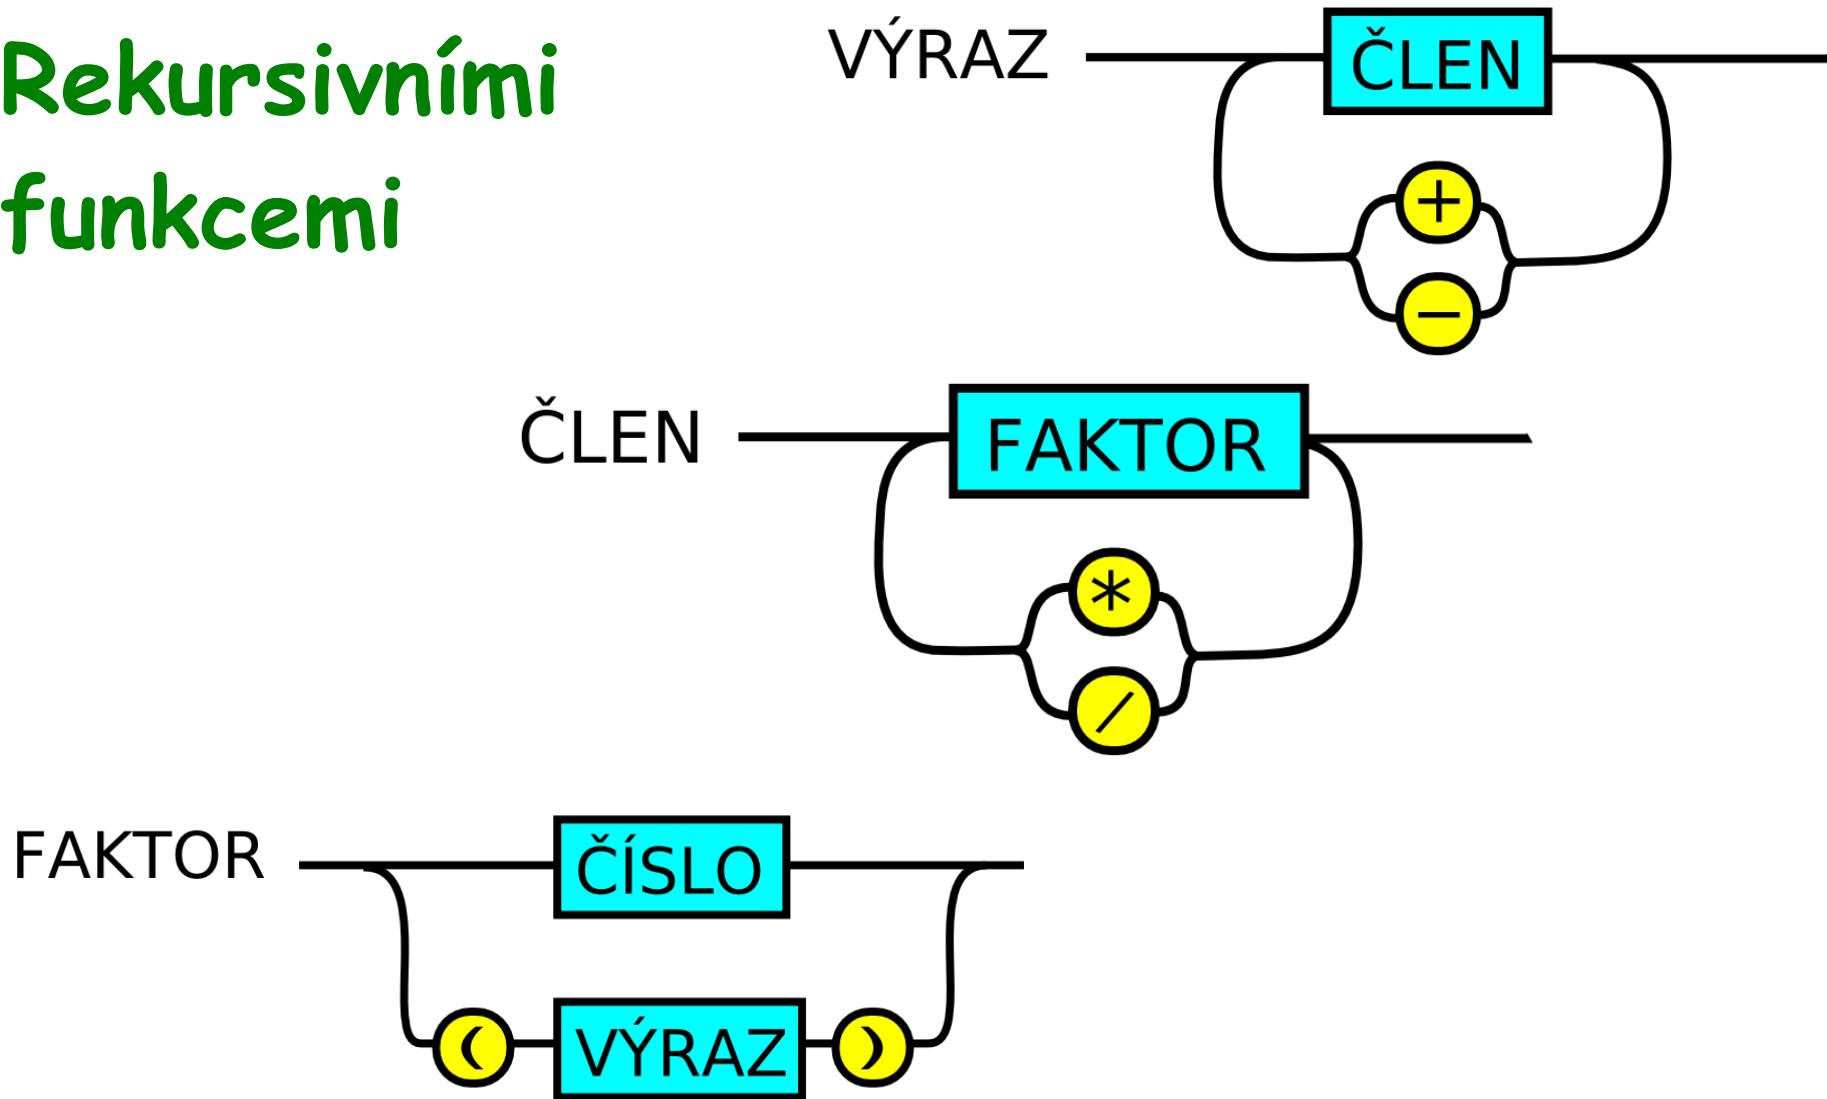 Rekursivními
funkcemi
VÝRAZ
ČLEN
+
−
ČLEN
FAKTOR
*
/
FAKTOR
ČÍSLO
( VÝRAZ )